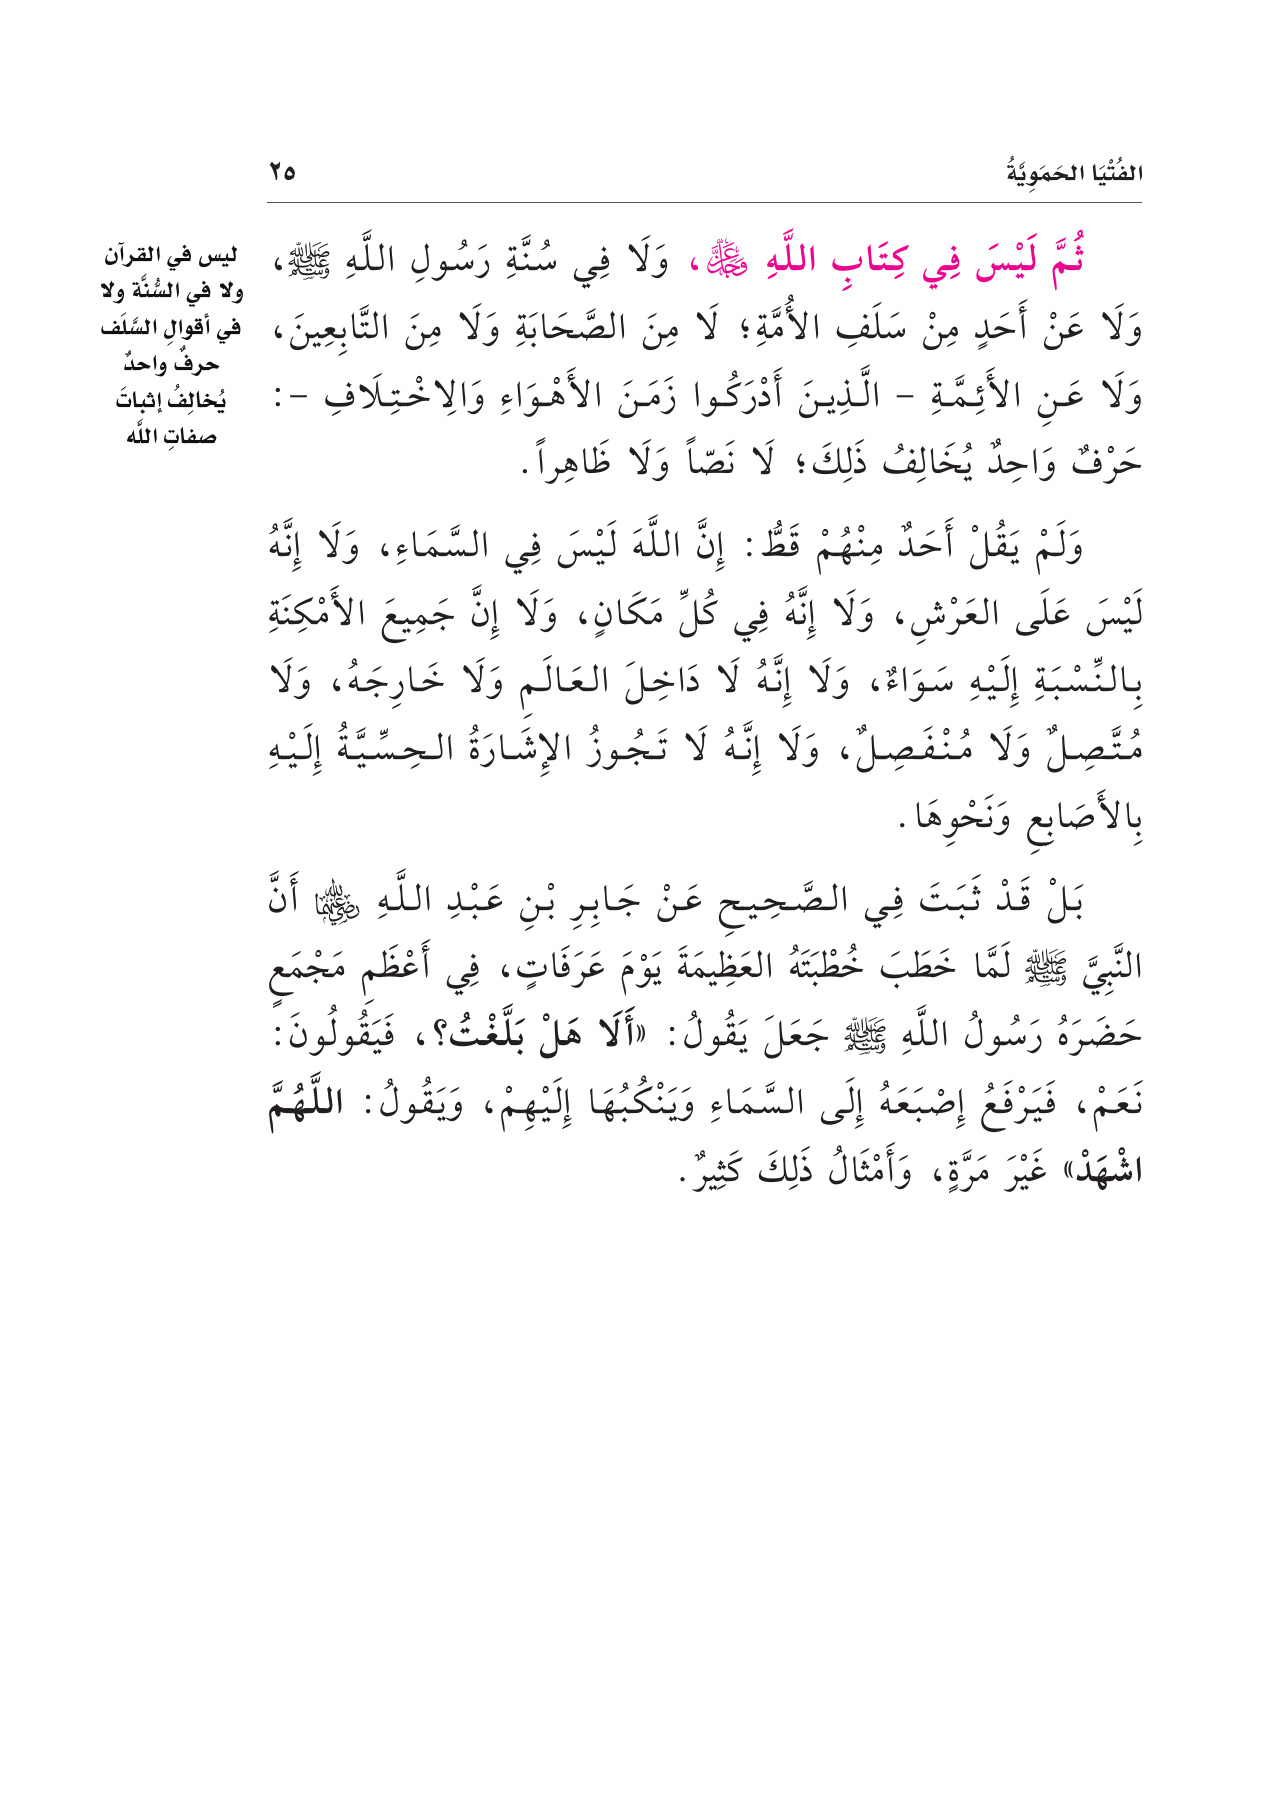 الفُتْيَا الحَمَوِيَّةُ
٢٥
ثُمَّ لَيْسَ فِي كِتَابِ اللَّهِ عَزَّ وَجَلَّ، وَلَا فِي سُنَّةِ رَسُولِ اللَّهِ ﷺ،
وَلَا عَنْ أَحَدٍ مِنْ سَلَفِ الأُمَّةِ؛ لَا مِنَ الصَّحَابَةِ وَلَا مِنَ التَّابِعِينَ،
وَلَا عَنِ الأَئِمَّةِ - الَّذِينَ أَدْرَكُوا زَمَنَ الأَهْوَاءِ وَالِاخْتِلَافِ -:
حَرْفٌ وَاحِدٌ يُخَالِفُ ذَلِكَ؛ لَا نَصّاً وَلَا ظَاهِراً.
وَلَمْ يَقُلْ أَحَدٌ مِنْهُمْ قَطُّ: إِنَّ اللَّهَ لَيْسَ فِي السَّمَاءِ، وَلَا إِنَّهُ
لَيْسَ عَلَى العَرْشِ، وَلَا إِنَّهُ فِي كُلِّ مَكَانٍ، وَلَا إِنَّ جَمِيعَ الأَمْكِنَةِ
بِالنِّسْبَةِ إِلَيْهِ سَوَاءٌ، وَلَا إِنَّهُ لَا دَاخِلَ العَالَمِ وَلَا خَارِجَهُ، وَلَا
مُتَّصِلٌ وَلَا مُنْفَصِلٌ، وَلَا إِنَّهُ لَا تَجُوزُ الإِشَارَةُ الحِسِّيَّةُ إِلَيْهِ
بِالأَصَابِعِ وَنَحْوِهَا.
بَلْ قَدْ ثَبَتَ فِي الصَّحِيحِ عَنْ جَابِرِ بْنِ عَبْدِ اللَّهِ رضي الله عنهما أَنَّ
النَّبِيَّ ﷺ لَمَّا خَطَبَ خُطْبَتَهُ العَظِيمَةَ يَوْمَ عَرَفَاتٍ، فِي أَعْظَمِ مَجْمَعٍ
حَضَرَهُ رَسُولُ اللَّهِ ﷺ جَعَلَ يَقُولُ: «أَلَا هَلْ بَلَّغْتُ؟، فَيَقُولُونَ:
نَعَمْ، فَيَرْفَعُ إِصْبَعَهُ إِلَى السَّمَاءِ وَيَنْكُبُهَا إِلَيْهِمْ، وَيَقُولُ: اللَّهُمَّ
اشْهَدْ» غَيْرَ مَرَّةٍ، وَأَمْثَالُ ذَلِكَ كَثِيرٌ.
ليس في القرآن
ولا في السُّنَّة ولا
في أقوالِ السَّلَف
حرفٌ واحدٌ
يُخالِفُ إثباتَ
صفاتِ اللَّه